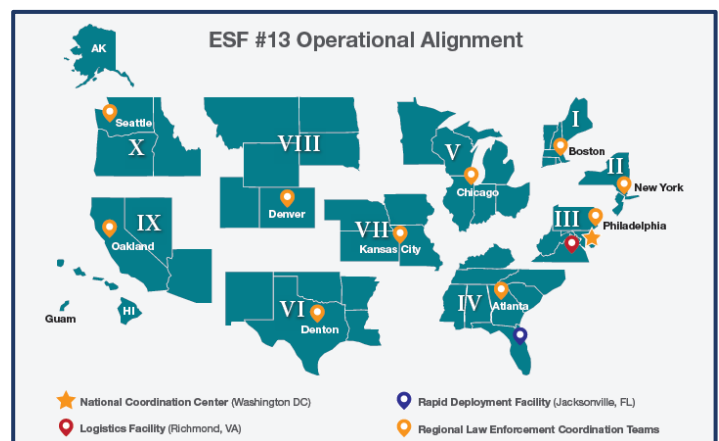 ESF #13 Operational Alignment
AK
Seattle
X
VIII
V
I
Boston
II
New York
Chicago
Denver
IX
Oakland
VII
Kansas City
III
Philadelphia
VI
Denton
IV
Atlanta
HI
Guam
National Coordination Center (Washington DC)
Rapid Deployment Facility (Jacksonville, FL)
Logistics Facility (Richmond, VA)
Regional Law Enforcement Coordination Teams